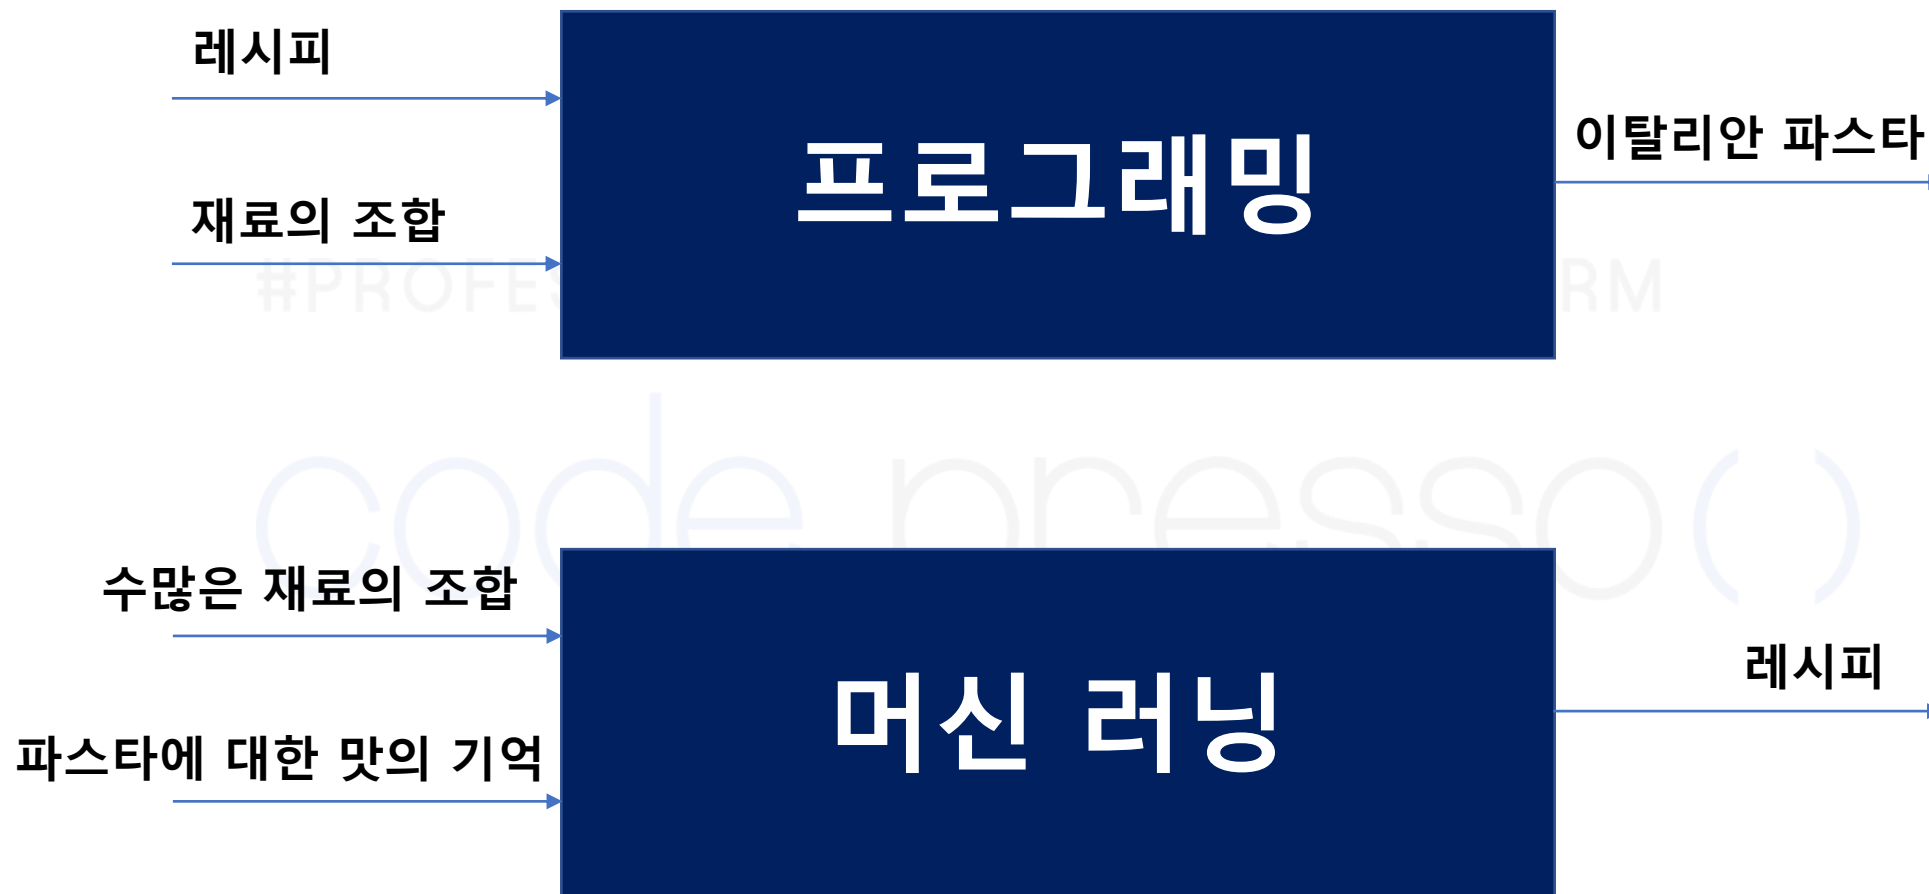 레시피
재료의 조합
프로그래밍
이탈리안 파스타
code presso()
수많은 재료의 조합
파스타에 대한 맛의 기억
머신 러닝
레시피